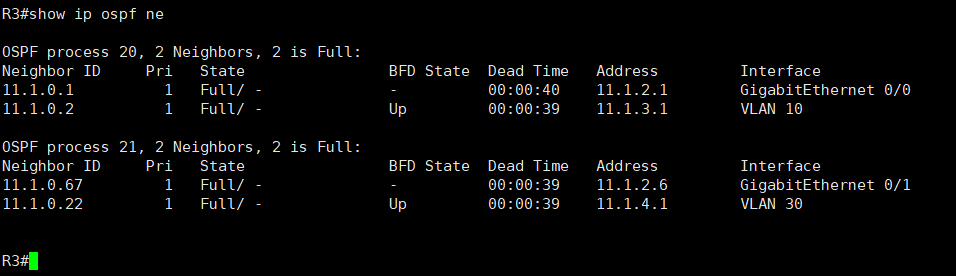 R3#show ip ospf ne
OSPF process 20, 2 Neighbors, 2 is Full:
Neighbor ID     Pri   State                BFD State  Dead Time   Address         Interface
11.1.0.1          1   Full/ -              -          00:00:40    11.1.2.1        GigabitEthernet 0/0
11.1.0.2          1   Full/ -              Up         00:00:39    11.1.3.1        VLAN 10
OSPF process 21, 2 Neighbors, 2 is Full:
Neighbor ID     Pri   State                BFD State  Dead Time   Address         Interface
11.1.0.67         1   Full/ -              -          00:00:39    11.1.2.6        GigabitEthernet 0/1
11.1.0.22         1   Full/ -              Up         00:00:39    11.1.4.1        VLAN 30
R3#